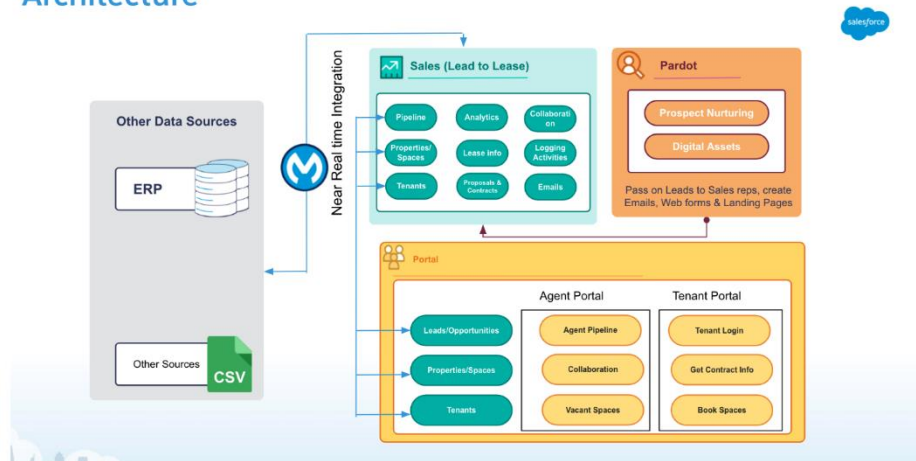 Architecture
salesforce
Other Data Sources
ERP
Other Sources
CSV
Near Real time Integration
Sales (Lead to Lease)
Pipeline
Analytics
Collaborati
on
Properties/
Spaces
Lease info
Logging
Activities
Tenants
Proposals &
Contracts
Emails
Pardot
Prospect Nurturing
Digital Assets
Pass on Leads to Sales reps, create
Emails, Web forms & Landing Pages
Portal
Agent Portal
Tenant Portal
Leads/Opportunities
Agent Pipeline
Tenant Login
Properties/Spaces
Collaboration
Get Contract Info
Tenants
Vacant Spaces
Book Spaces